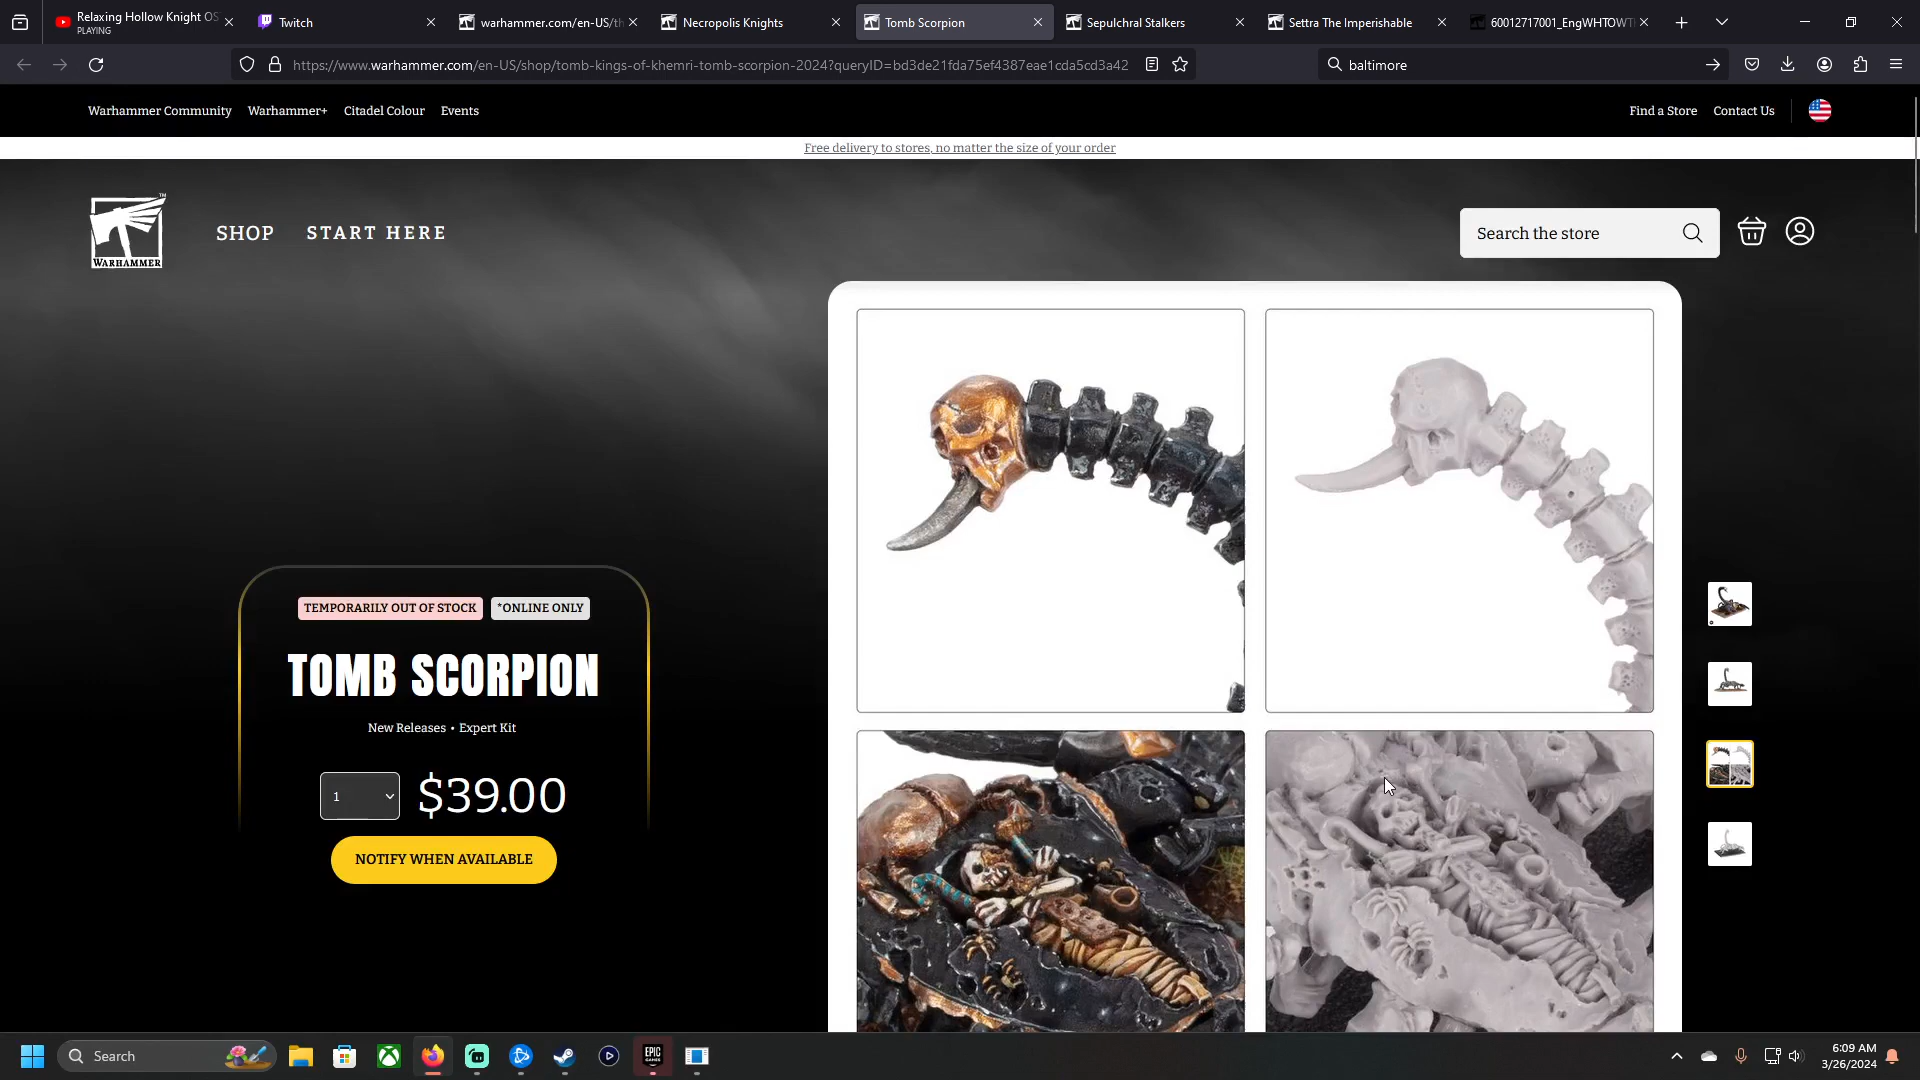 Relaxing Hollow Knight OS
PLAYING
Twitch
warhammer.com/en-US/th
Necropolis Knights
Tomb Scorpion
Sepulchral Stalkers
Settra The Imperishable
60012717001_EngWHTOWT
https://www.warhammer.com/en-US/shop/tomb-kings-of-khemri-tomb-scorpion-2024?queryID=bd3de21fda75ef4387eae1cda5cd3a42
baltimore
Warhammer Community Warhammer+ Citadel Colour Events
Find a Store Contact Us
Free delivery to stores, no matter the size of your order
WARHAMMER
TM
SHOP START HERE
Search the store
TEMPORARILY OUT OF STOCK *ONLINE ONLY
TOMB SCORPION
New Releases • Expert Kit
1 $39.00
NOTIFY WHEN AVAILABLE
Search
EPIC GAMES
6:09 AM
3/26/2024